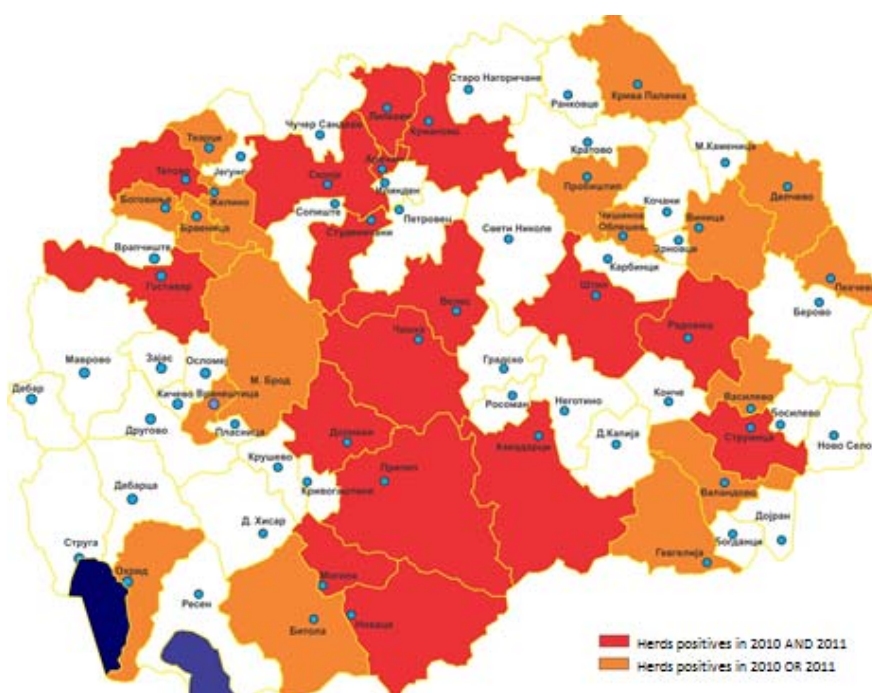 Старо Нагоричане
Крива Паланка
Ранковце
Липково
Куманово
Чучер Сандево
Теарце
Јегунс
Кратово
М.Каменица
Тетово
Скопје
Илинден
Пробиштип
Делчево
Боговиње
Желино
Сопиште
Петровец
Кочани
Брвеница
Студеничани
Чешиново
Облешев
Виница
Зрновце
Свети Николе
Врапчиште
Карбинци
Гостивар
Пехчево
Штип
Берово
Велес
Радовиш
Чашка
Зајас
Осломеј
Градско
Маврово
М. Брод
Дебар
Кичево
Вранештица
Росоман
Неготино
Конче
Василево
Босилево
Другово
Пласница
Струмица
Ново Село
Долнени
Кавадарци
Д.Капија
Крушево
Прилеп
Кривогаштани
Дебарца
Валандово
Д. Хисар
Дојран
Струга
Богданци
Гевгелија
Охрид
Могила
Ресен
Битола
Новаци
Herds positives in 2010 AND 2011
Herds positives in 2010 OR 2011